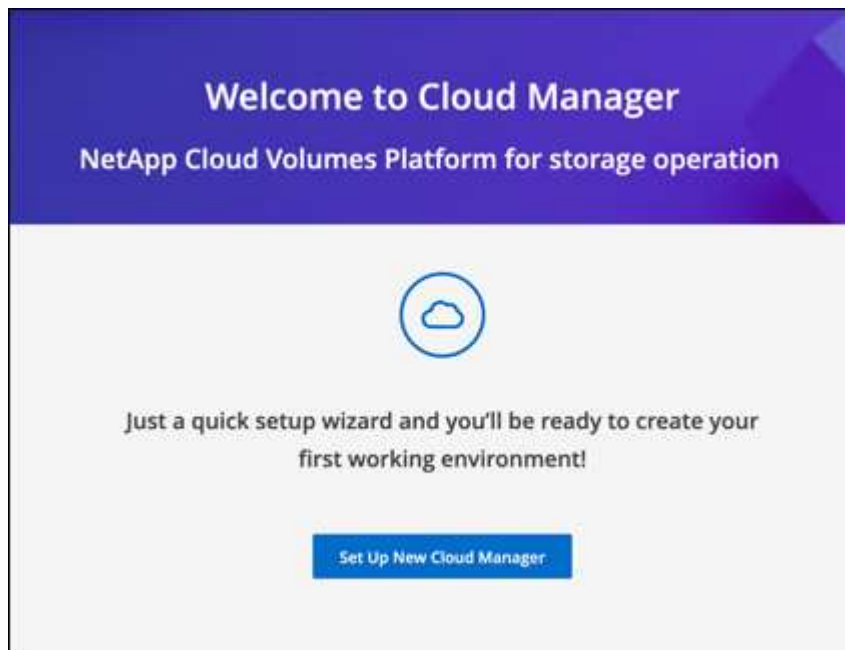 Welcome to Cloud Manager
NetApp Cloud Volumes Platform for storage operation
Just a quick setup wizard and you'll be ready to create your
first working environment!
Set Up New Cloud Manager